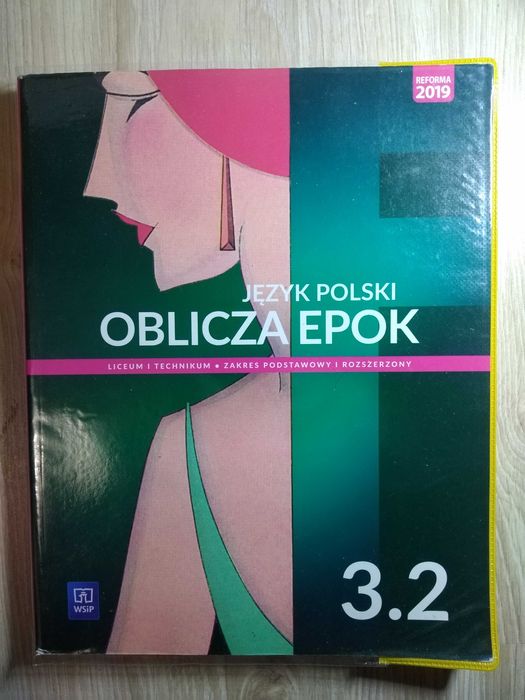 REFORMA
2019
JĘZYK POLSKI
OBLICZA EPOK
LICEUM I TECHNIKUM • ZAKRES PODSTAWOWY I ROZSZERZONY
WSiP
3.2